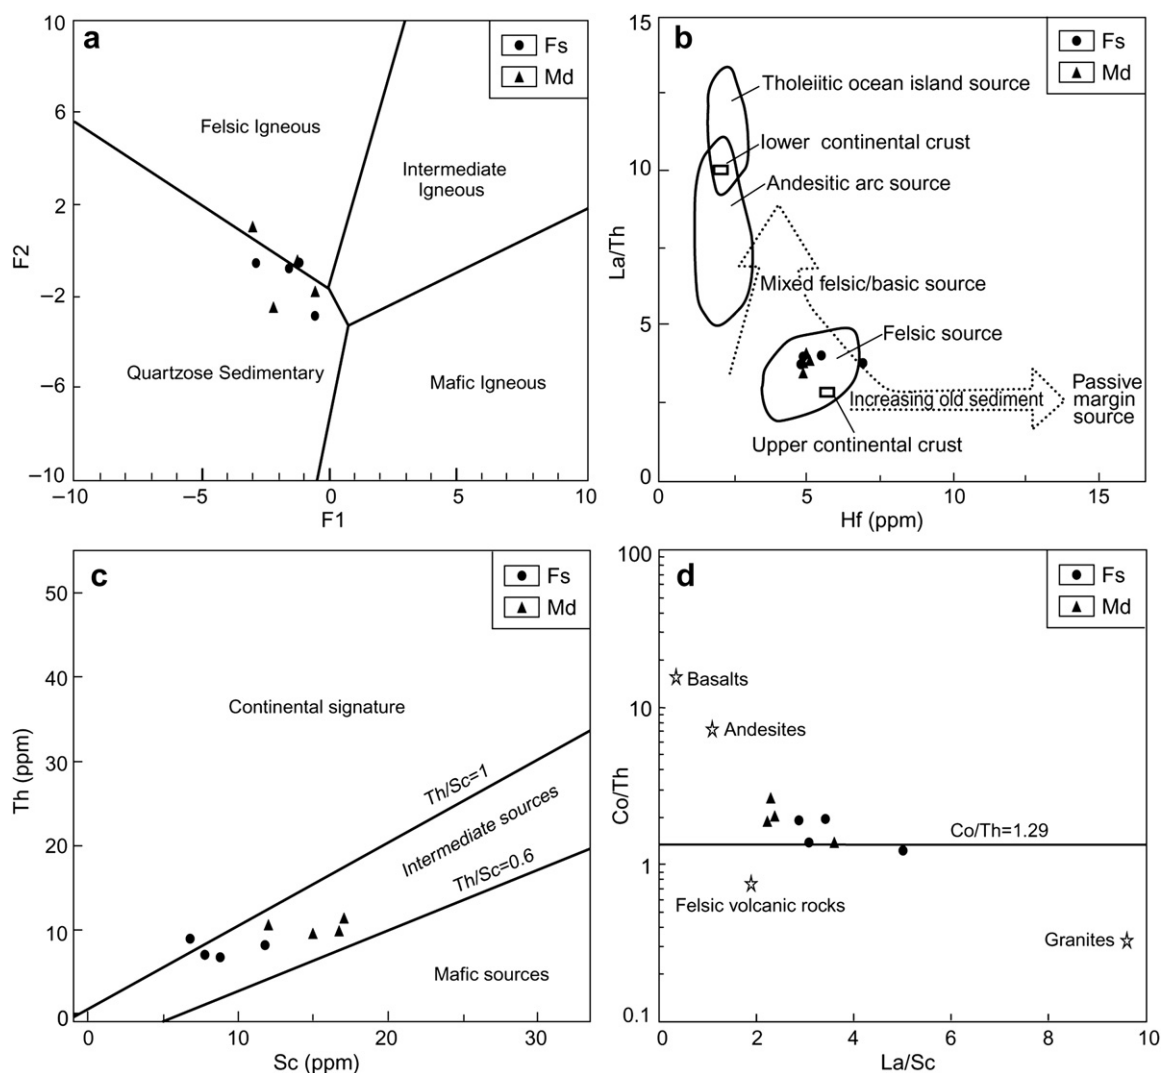 a
Fs
Md
Felsic Igneous
Intermediate
Igneous
Quartzose Sedimentary
Mafic Igneous
10
6
2
−2
−6
−10
F2
−10
−5
0
5
10
F1
b
Fs
Md
Tholeiitic ocean island source
lower continental crust
Andesitic arc source
Mixed felsic/basic source
Felsic source
Increasing old sediment
Passive
margin
source
Upper continental crust
15
10
5
0
La/Th
0
5
10
15
Hf (ppm)
c
Fs
Md
Continental signature
Th/Sc=1
Intermediate sources
Th/Sc=0.6
Mafic sources
50
40
30
20
10
0
Th (ppm)
0
10
20
30
Sc (ppm)
d
Fs
Md
Basalts
Andesites
Co/Th=1.29
Felsic volcanic rocks
Granites
100
10
1
0.1
Co/Th
0
2
4
6
8
10
La/Sc